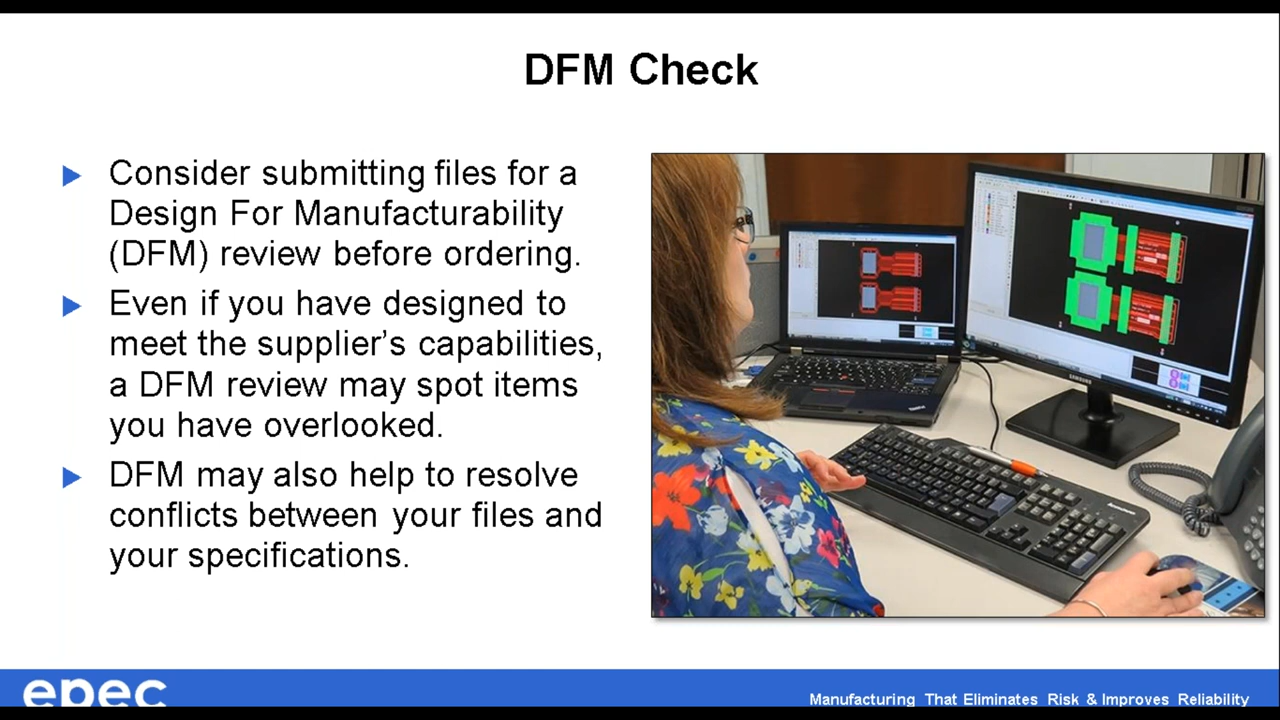 DFM Check
Consider submitting files for a
Design For Manufacturability
(DFM) review before ordering.
Even if you have designed to
meet the supplier’s capabilities,
a DFM review may spot items
you have overlooked.
DFM may also help to resolve
conflicts between your files and
your specifications.
SAMSUNG
ThinkPad
epec
Manufacturing That Eliminates Risk & Improves Reliability